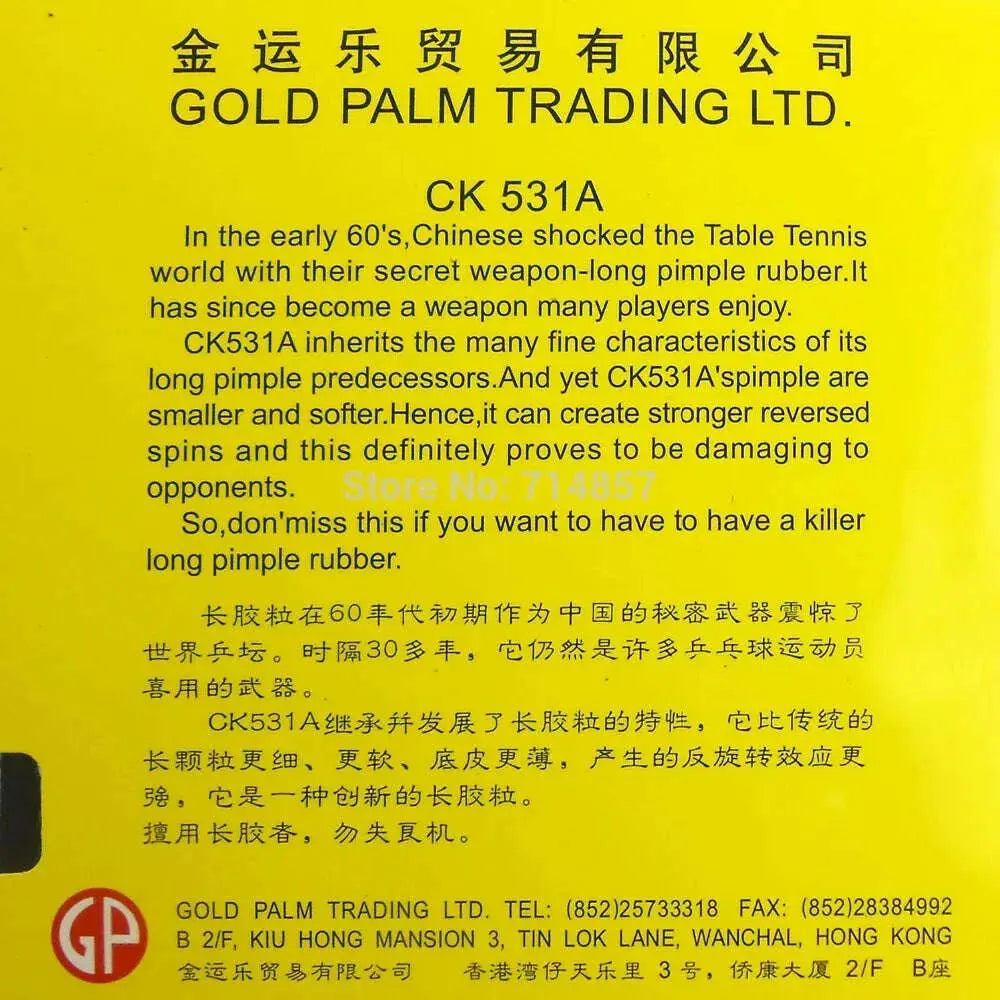 金运乐贸易有限公司
GOLD PALM TRADING LTD.
CK 531A
In the early 60's,Chinese shocked the Table Tennis
world with their secret weapon-long pimple rubber.It
has since become a weapon many players enjoy.
CK531A inherits the many fine characteristics of its
long pimple predecessors.And yet CK531A'spimple are
smaller and softer.Hence,it can create stronger reversed
spins and this definitely proves to be damaging to
opponents.
Store No: 714857
So,don'miss this if you want to have to have a killer
long pimple rubber.
长胶粒在60年代初期作为中国的秘密武器震惊了
世界乒坛。时隔30多年，它仍然是许多乒乓球运动员
喜用的武器。
CK531A继承并发展了长胶粒的特性，它比传统的
长颗粒更细、更软、底皮更薄，产生的反旋转效应更
强，它是一种创新的长胶粒。
擅用长胶者，勿失良机。
GP
GOLD PALM TRADING LTD. TEL: (852)25733318 FAX: (852)28384992
B 2/F, KIU HONG MANSION 3, TIN LOK LANE, WANCHAL, HONG KONG
金运乐贸易有限公司 香港湾仔天乐里 3 号，侨康大厦 2/F B座